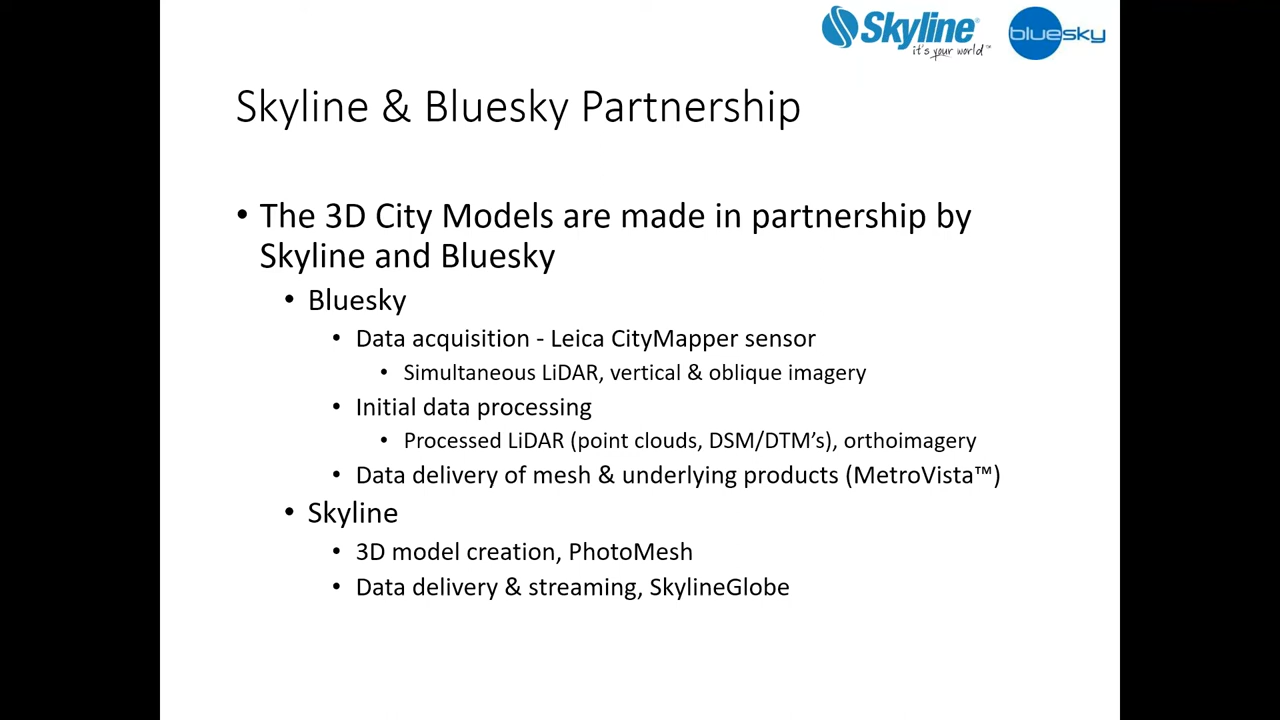 Skyline®
it's your world™
bluesky
Skyline & Bluesky Partnership
• The 3D City Models are made in partnership by
Skyline and Bluesky
• Bluesky
• Data acquisition - Leica CityMapper sensor
• Simultaneous LiDAR, vertical & oblique imagery
• Initial data processing
• Processed LiDAR (point clouds, DSM/DTM’s), orthoimagery
• Data delivery of mesh & underlying products (MetroVista™)
• Skyline
• 3D model creation, PhotoMesh
• Data delivery & streaming, SkylineGlobe